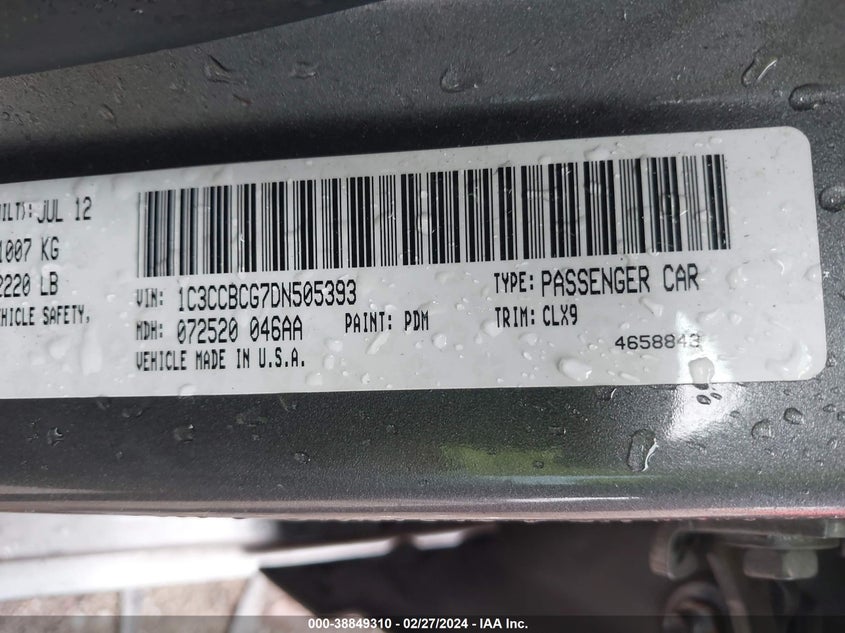 UILT): JUL 12
1007 KG
2220 LB
EHICLE SAFETY,
VIN: 1C3CCBCG7DN505393
TYPE: PASSENGER CAR
MDH: 072520 046AA
PAINT: PDM
TRIM: CLX9
VEHICLE MADE IN U.S.A.
4658843
000-38849310 - 02/27/2024 - IAA Inc.